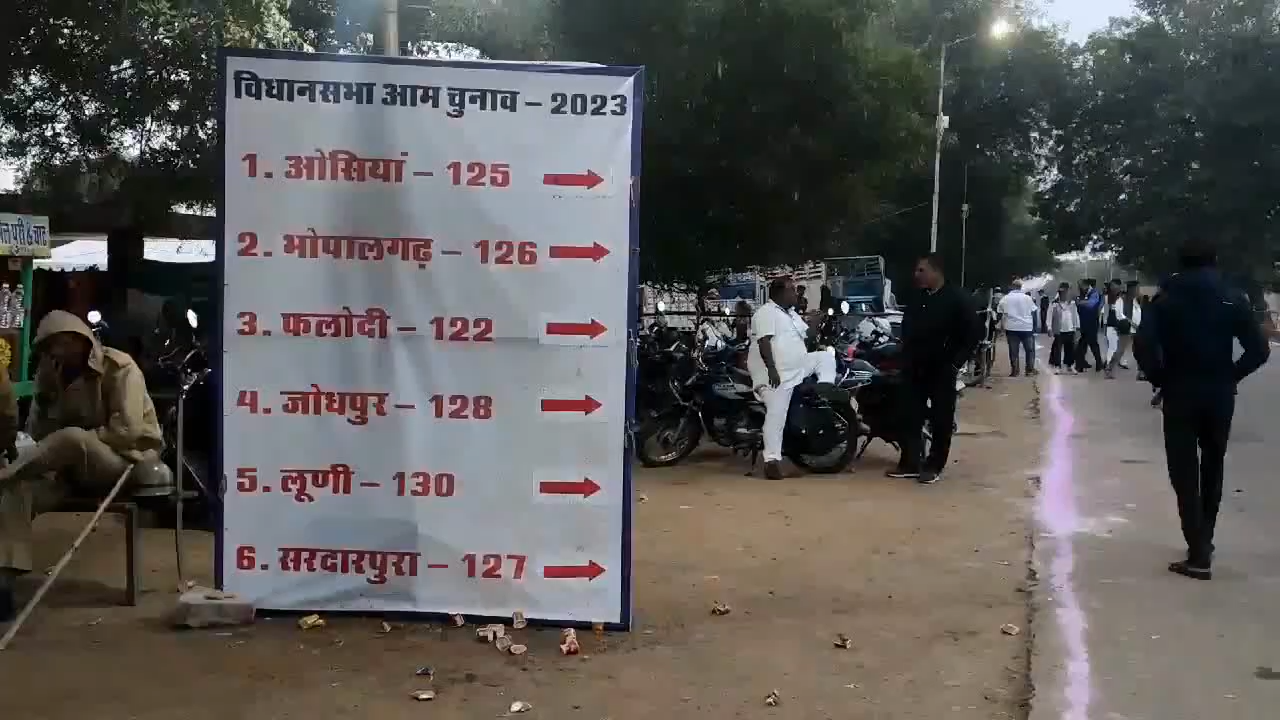 विधानसभा आम चुनाव – 2023
1. ओसियां – 125
2. भोपालगढ़ – 126
3. फलोदी – 122
4. जोधपुर – 128
5. लूणी – 130
6. सरदारपुरा – 127